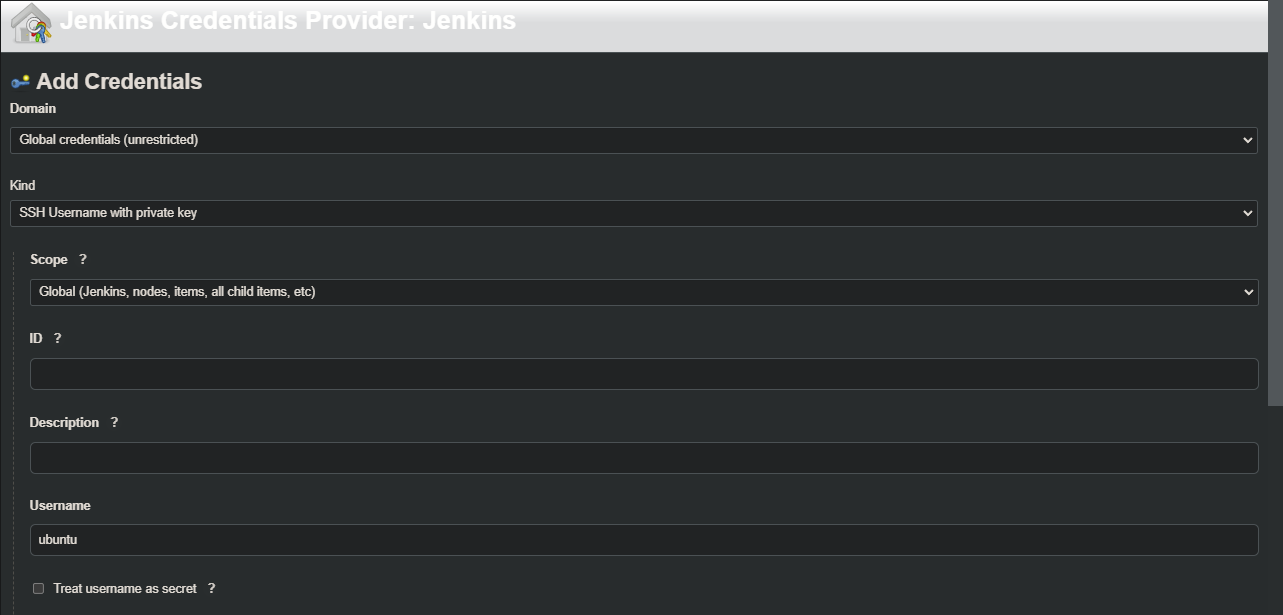 Jenkins Credentials Provider: Jenkins
Add Credentials
Domain
Global credentials (unrestricted)
Kind
SSH Username with private key
Scope ?
Global (Jenkins, nodes, items, all child items, etc)
ID ?
Description ?
Username
ubuntu
Treat username as secret ?